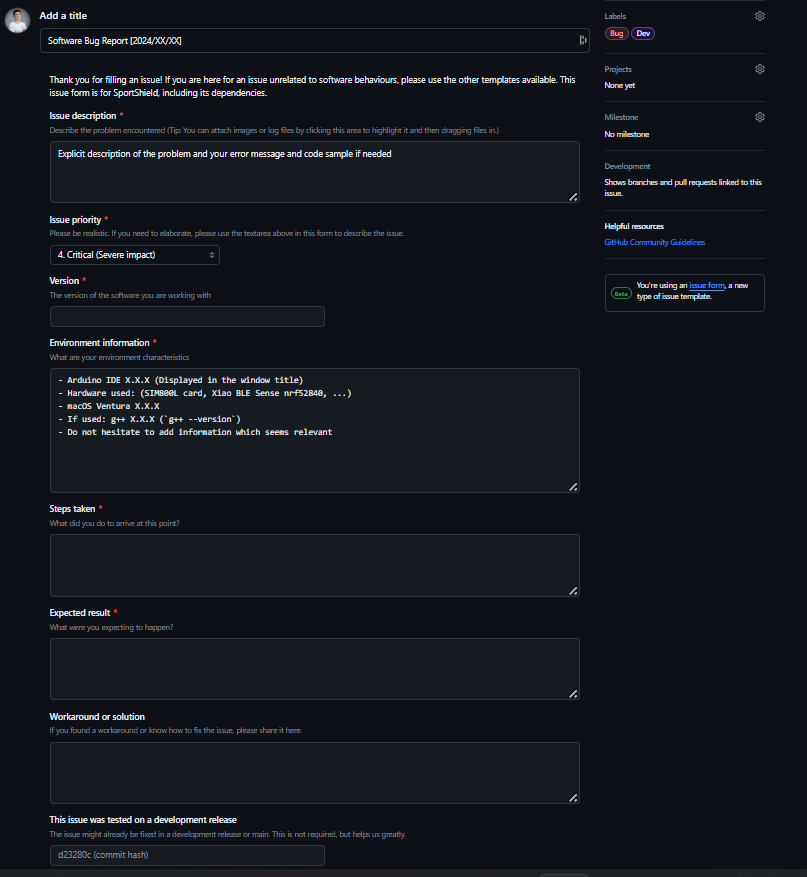 Add a title
Software Bug Report [2024/XX/XX]
Thank you for filling an issue! If you are here for an issue unrelated to software behaviours, please use the other templates available. This
issue form is for SportShield, including its dependencies.
Issue description *
Describe the problem encountered (Tip: You can attach images or log files by clicking this area to highlight it and then dragging files in.)
Explicit description of the problem and your error message and code sample if needed
Issue priority *
Please be realistic. If you need to elaborate, please use the textarea above in this form to describe the issue.
4. Critical (Severe impact)
Version *
The version of the software you are working with
Environment information *
What are your environment characteristics
- Arduino IDE X.X.X (Displayed in the window title)
- Hardware used: (SIM800L card, Xiao BLE Sense nrf52840, ...)
- macOS Ventura X.X.X
- If used: g++ X.X.X (`g++ --version`)
- Do not hesitate to add information which seems relevant
Steps taken *
What did you do to arrive at this point?
Expected result *
What were you expecting to happen?
Workaround or solution
If you found a workaround or know how to fix the issue, please share it here.
This issue was tested on a development release
The issue might already be fixed in a development release or main. This is not required, but helps us greatly.
d23280c (commit hash)
Labels
Bug Dev
Projects
None yet
Milestone
No milestone
Development
Shows branches and pull requests linked to this
issue.
Helpful resources
GitHub Community Guidelines
Beta
You're using an issue form, a new
type of issue template.